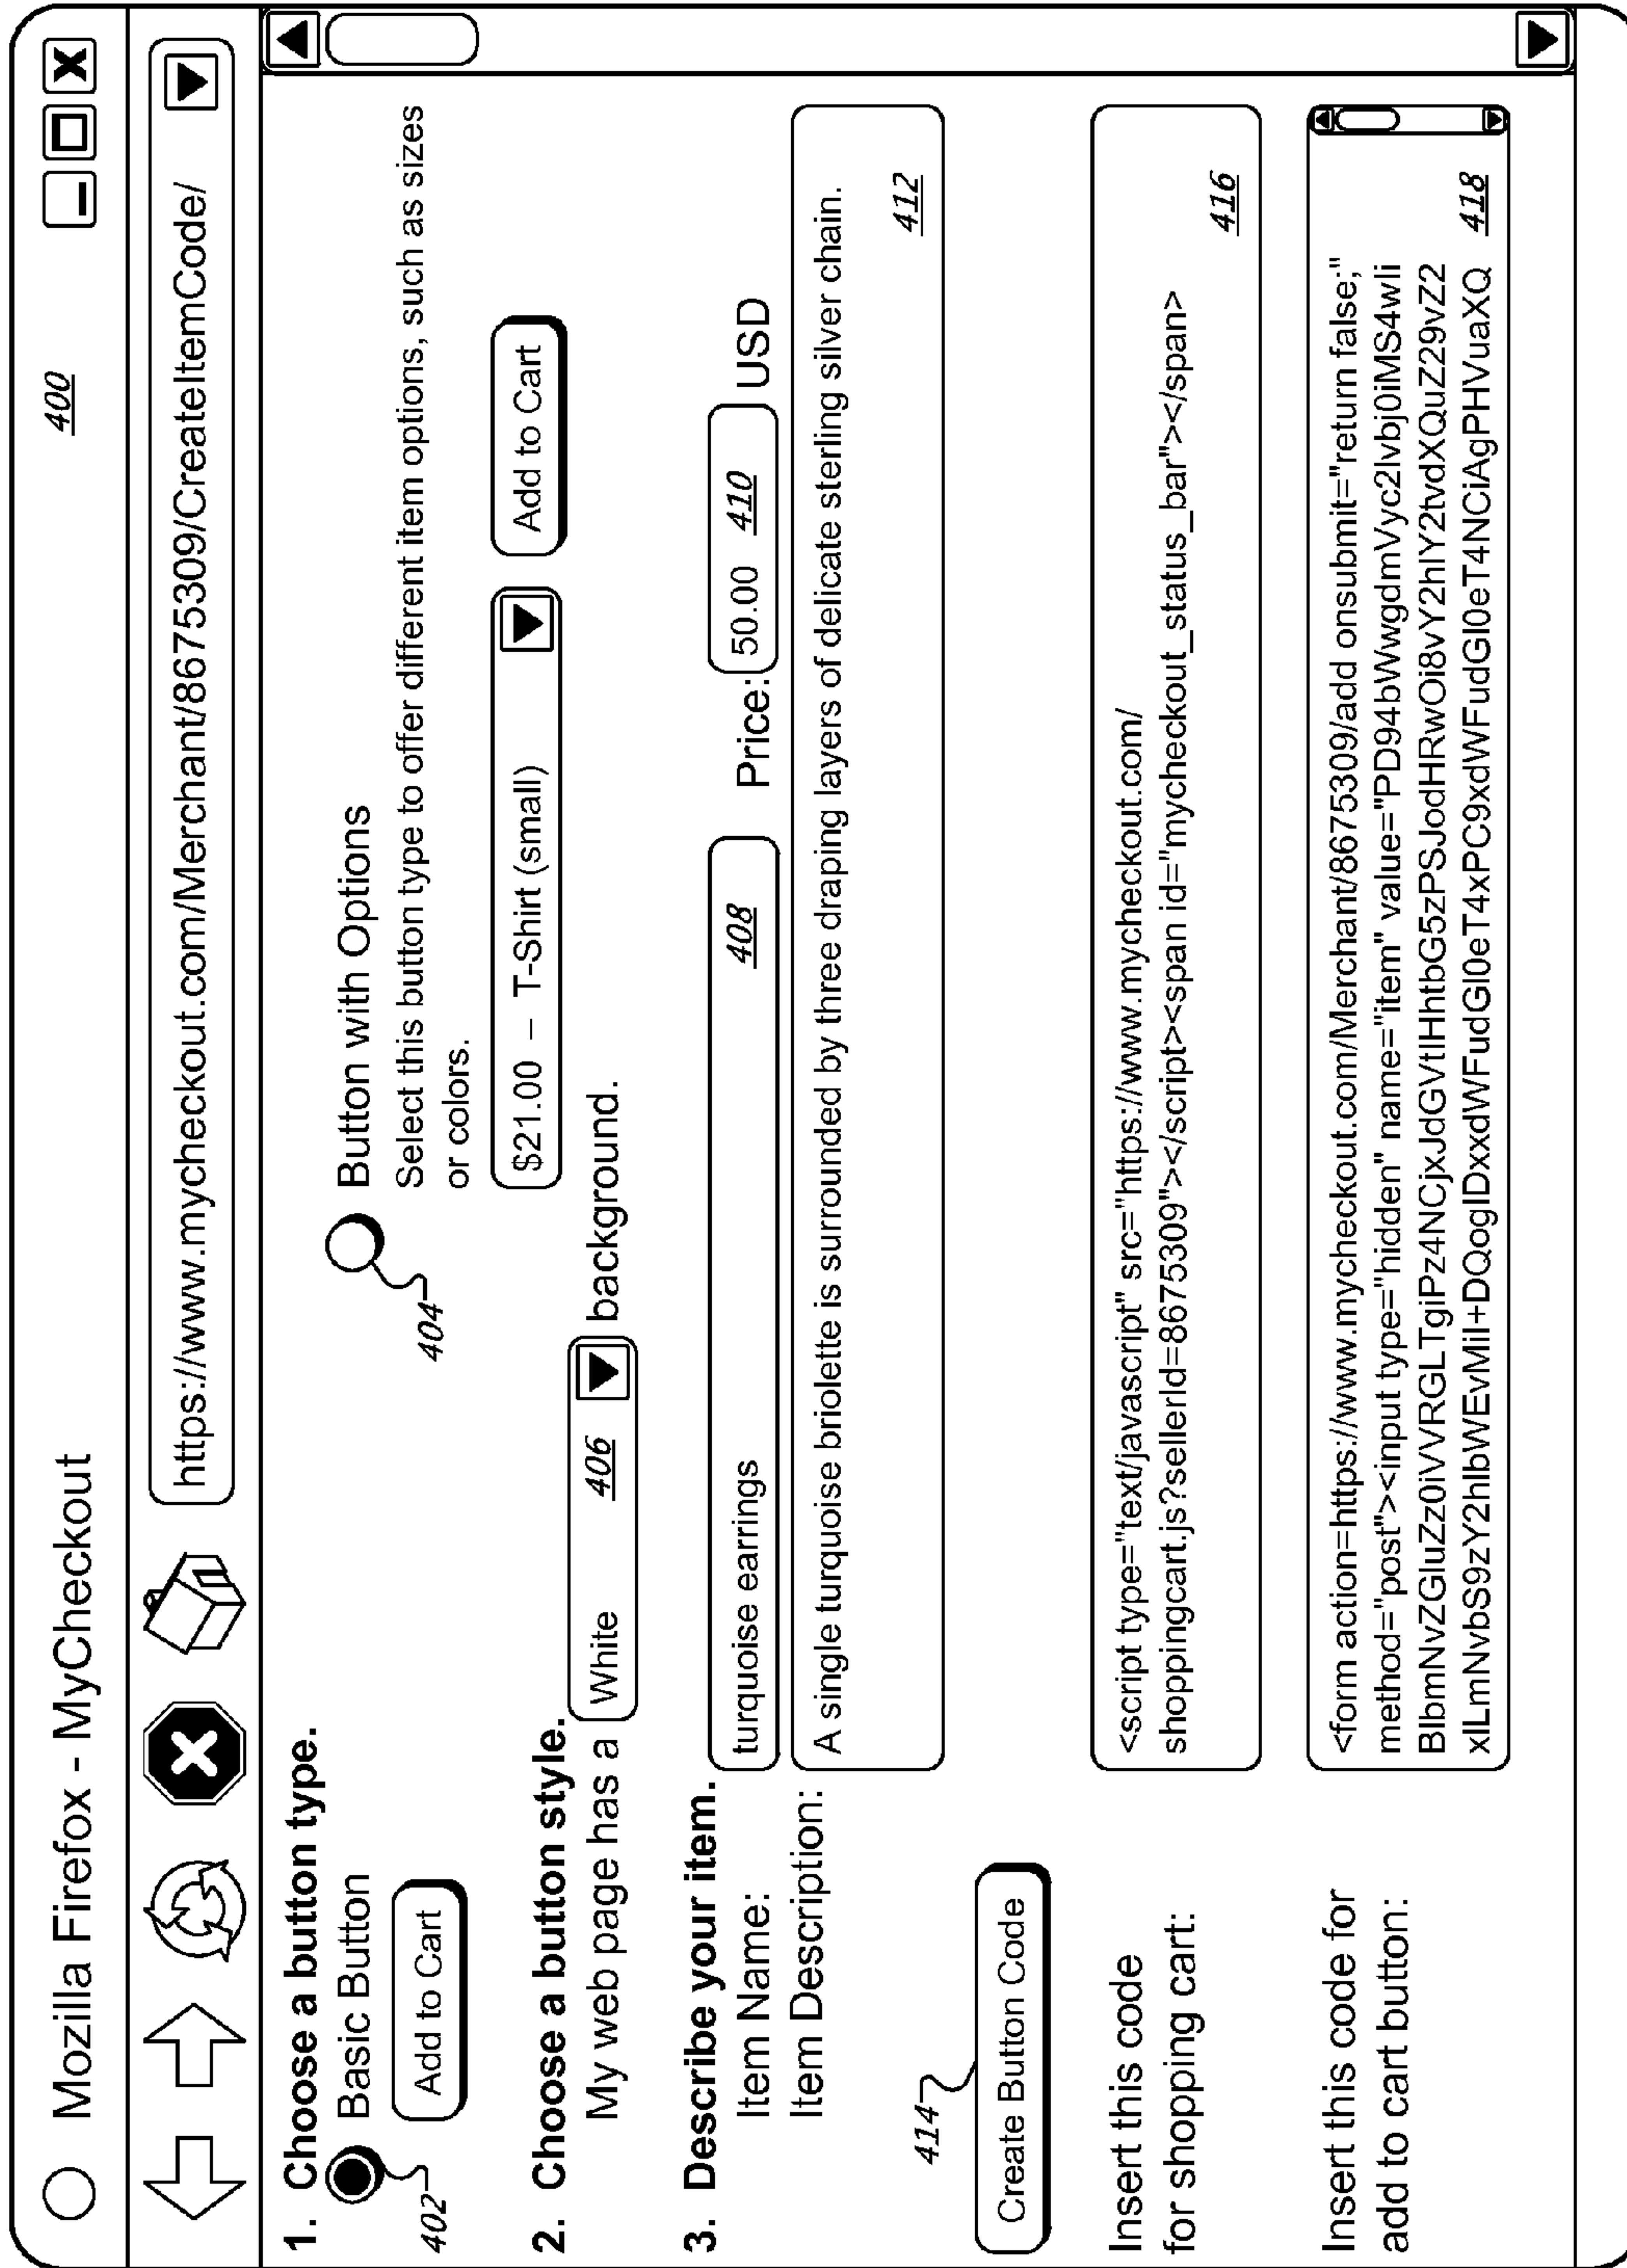 Mozilla Firefox - MyCheckout
400
https://www.mycheckout.com/Merchant/8675309/CreateItemCode/
1. Choose a button type.
Basic Button
402
Add to Cart
Button with Options
404
Select this button type to offer different item options, such as sizes
or colors.
$21.00 – T-Shirt (small)
Add to Cart
2. Choose a button style.
My web page has a White 406 background.
3. Describe your item.
Item Name: turquoise earrings 408 Price: 50.00 410 USD
Item Description: A single turquoise briolette is surrounded by three draping layers of delicate sterling silver chain.
412
414
Create Button Code
Insert this code
for shopping cart:
<script type="text/javascript" src="https://www.mycheckout.com/
shoppingcart.js?sellerId=8675309"></script><span id="mycheckout_status_bar"></span>
416
Insert this code for
add to cart button:
<form action=https://www.mycheckout.com/Merchant/8675309/add onsubmit="return false;"
method="post"><input type="hidden" name="item" value="PD94bWwgdmVyc2lvbj0iMS4wIi
BlbmNvZGluZz0iVVRGLTgiPz4NCjxJdGVtIHhtbG5zPSJodHRwOi8vY2hlY2tvdXQuZ29vZ2
xlLmNvbS9zY2hlbWEvMiI+DQogIDxxdWFudGl0eT4xPC9xdWFudGl0eT4NCiAgPHVuaXQ
418